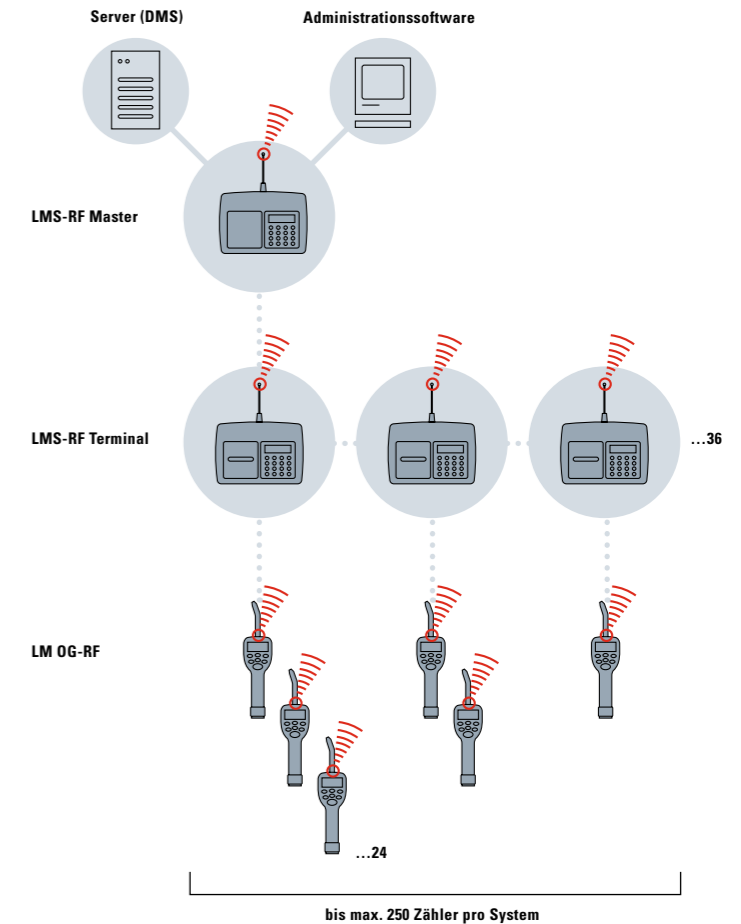 Server (DMS)
Administrationssoftware
LMS-RF Master
LMS-RF Terminal
...36
LM OG-RF
...24
bis max. 250 Zähler pro System